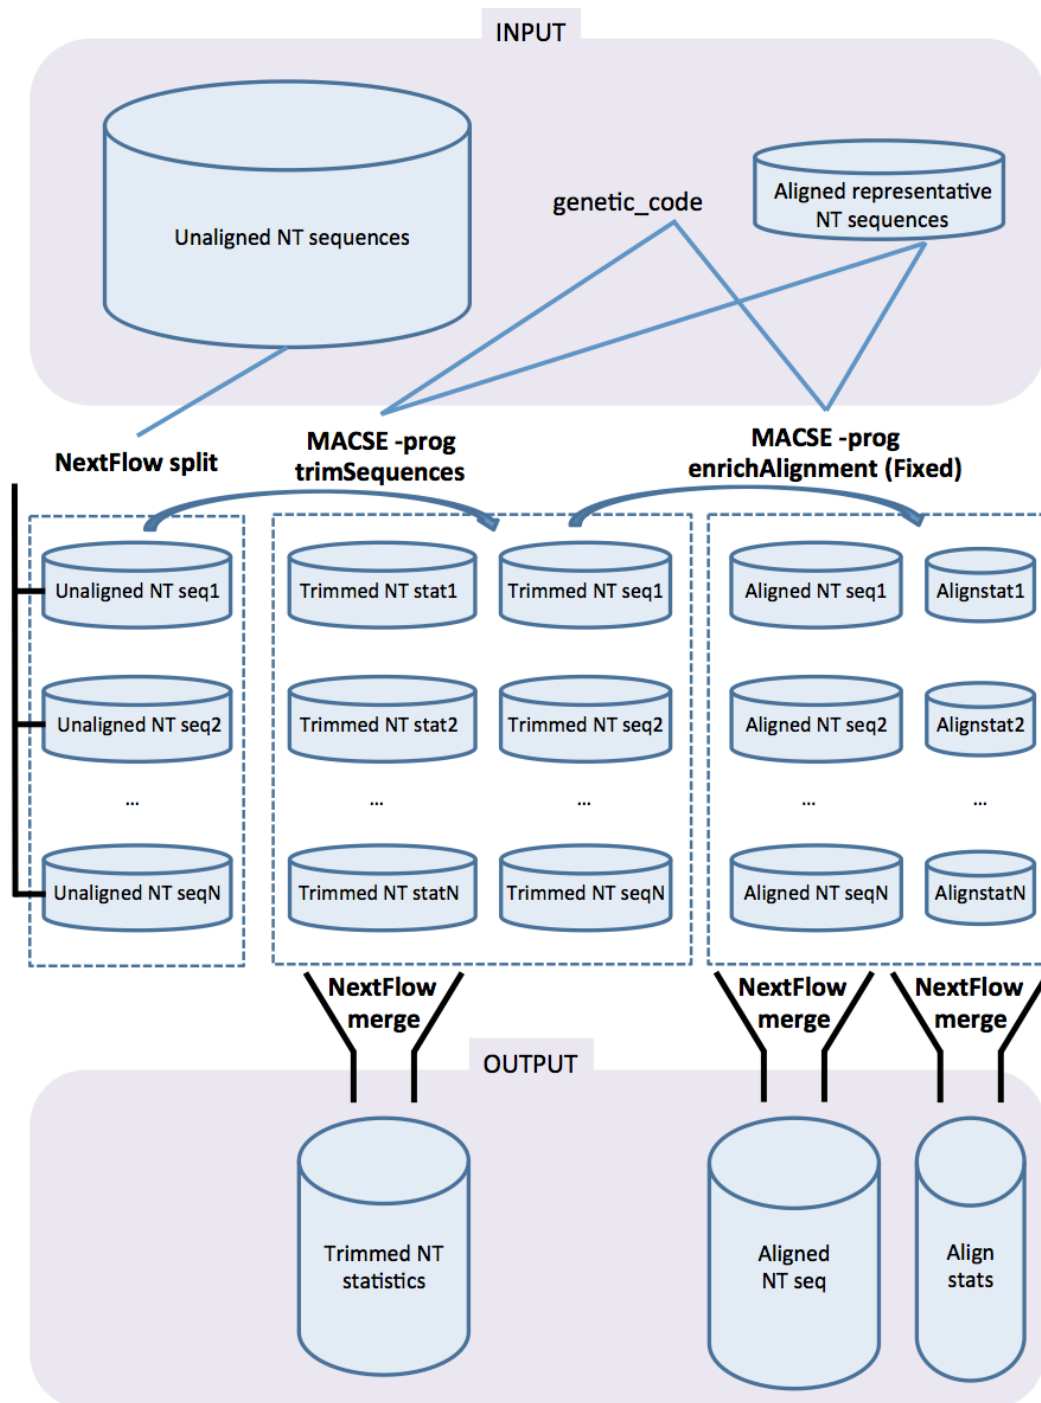 INPUT
Unaligned NT sequences
genetic_code
Aligned representative
NT sequences
NextFlow split
MACSE -prog
trimSequences
MACSE -prog
enrichAlignment (Fixed)
Unaligned NT seq1
Trimmed NT stat1
Trimmed NT seq1
Aligned NT seq1
Alignstat1
Unaligned NT seq2
Trimmed NT stat2
Trimmed NT seq2
Aligned NT seq2
Alignstat2
...
...
...
...
...
Unaligned NT seqN
Trimmed NT statN
Trimmed NT seqN
Aligned NT seqN
AlignstatN
NextFlow
merge
NextFlow
merge
NextFlow
merge
OUTPUT
Trimmed NT
statistics
Aligned
NT seq
Align
stats